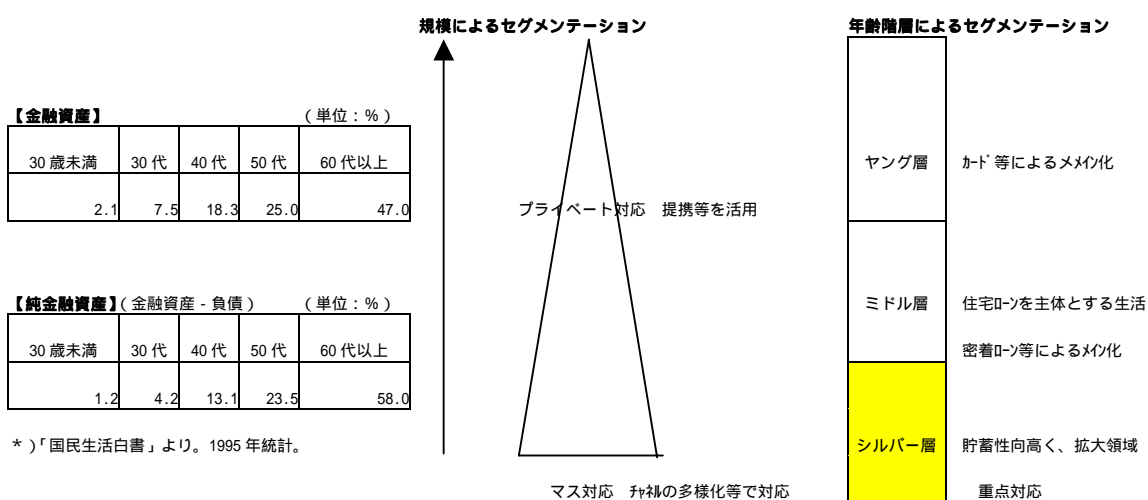 規模によるセグメンテーション
年齢階層によるセグメンテーション
【金融資産】 (単位:%)
30歳未満 30代 40代 50代 60代以上
2.1 7.5 18.3 25.0 47.0
ヤング層 ｶｰﾄﾞ等によるメﾒｲﾝ化
プライベート対応 提携等を活用
【純金融資産】(金融資産-負債) (単位:%)
30歳未満 30代 40代 50代 60代以上
1.2 4.2 13.1 23.5 58.0
ミドル層 住宅ﾛｰﾝを主体とする生活
密着ﾛｰﾝ等によるﾒｲﾝ化
*)「国民生活白書」より。1995年統計。
シルバー層 貯蓄性向高く、拡大領域
マス対応 ﾁｬﾈﾙの多様化等で対応
重点対応